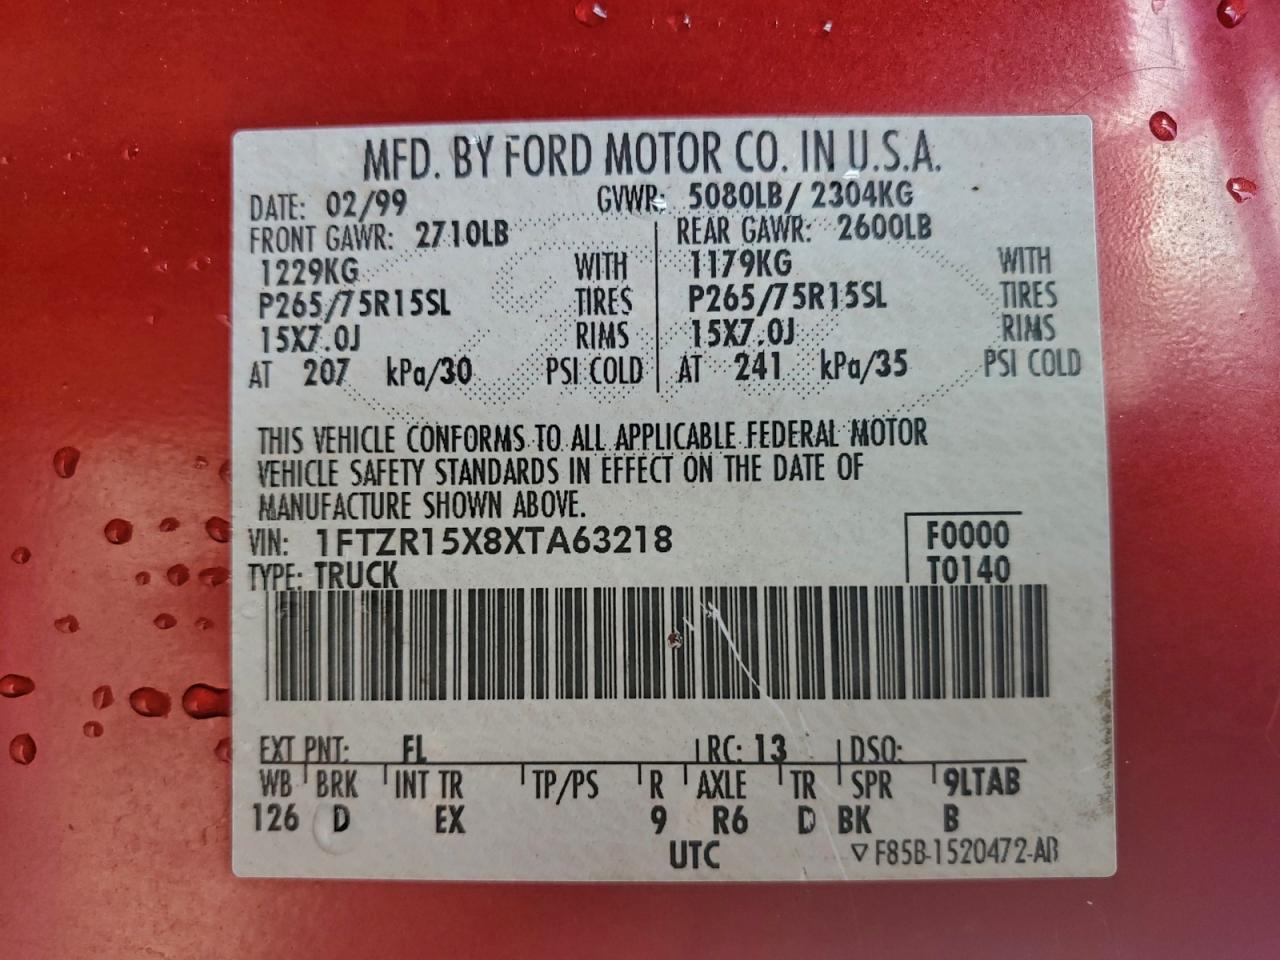 MFD. BY FORD MOTOR CO. IN U.S.A.
DATE: 02/99 GVWR: 5080LB/ 2304KG
FRONT GAWR: 2710LB REAR GAWR: 2600LB
1229KG WITH 1179KG WITH
P265/75R15SL TIRES P265/75R15SL TIRES
15X7.0J RIMS 15X7.0J RIMS
AT 207 kPa/30 PSI COLD AT 241 kPa/35 PSI COLD
THIS VEHICLE CONFORMS TO ALL APPLICABLE FEDERAL MOTOR
VEHICLE SAFETY STANDARDS IN EFFECT ON THE DATE OF
MANUFACTURE SHOWN ABOVE.
VIN: 1FTZR15X8XTA63218 F0000
TYPE: TRUCK T0140
EXT PNT: FL RC: 13 DSO:
WB BRK INT TR TP/PS R AXLE TR SPR 9LTAB
126 D EX 9 R6 D BK B
UTC ▽ F85B-1520472-AB